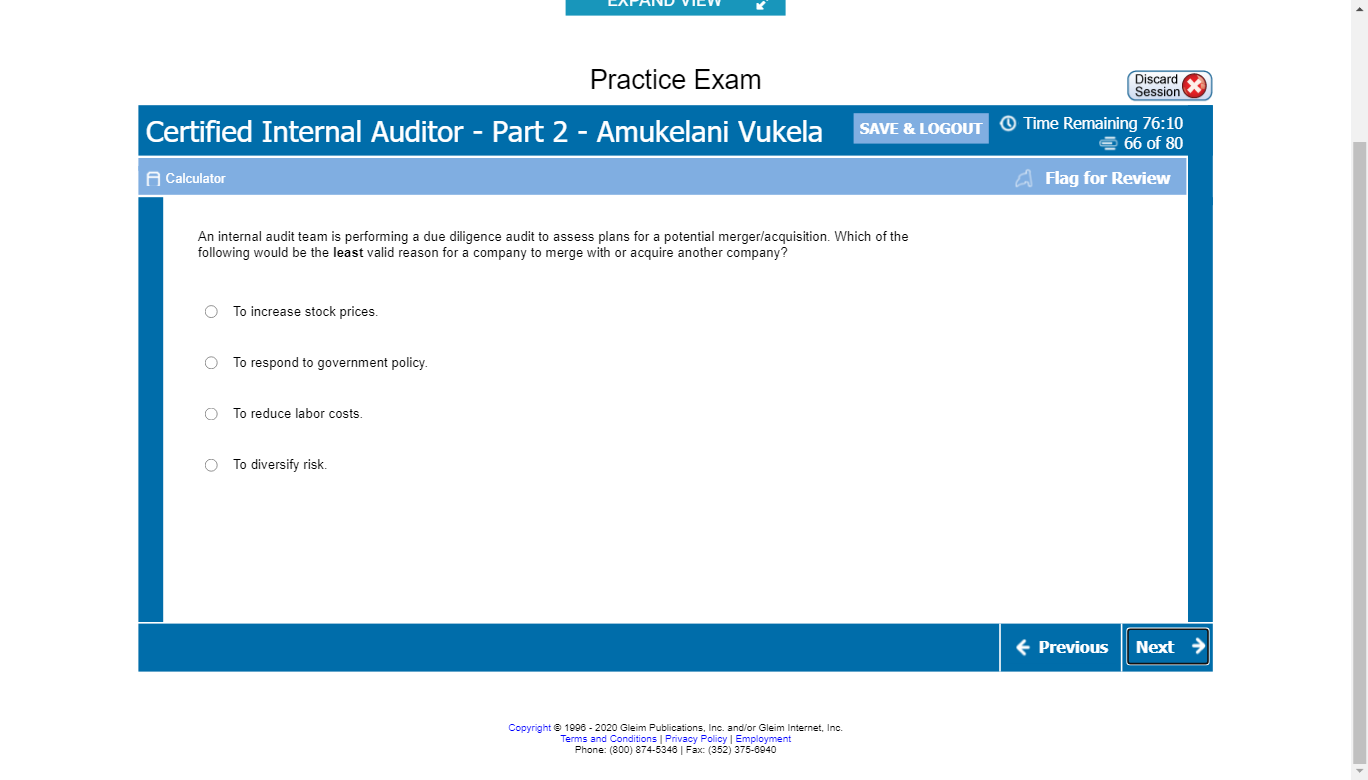 EXPAND VIEW
Practice Exam
Discard
Session
Certified Internal Auditor - Part 2 - Amukelani Vukela
SAVE & LOGOUT
Time Remaining 76:10
66 of 80
Calculator
Flag for Review
An internal audit team is performing a due diligence audit to assess plans for a potential merger/acquisition. Which of the
following would be the least valid reason for a company to merge with or acquire another company?
To increase stock prices.
To respond to government policy.
To reduce labor costs.
To diversify risk.
Previous
Next
Copyright © 1996 - 2020 Gleim Publications, Inc. and/or Gleim Internet, Inc.
Terms and Conditions | Privacy Policy | Employment
Phone: (800) 874-5346 | Fax: (352) 375-6940